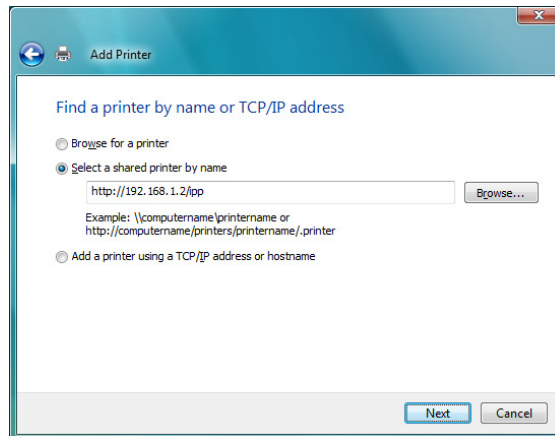 Add Printer
Find a printer by name or TCP/IP address
Browse for a printer
Select a shared printer by name
http://192.168.1.2/ipp
Browse...
Example: \\computername\printername or
http://computername/printers/printername/.printer
Add a printer using a TCP/IP address or hostname
Next
Cancel